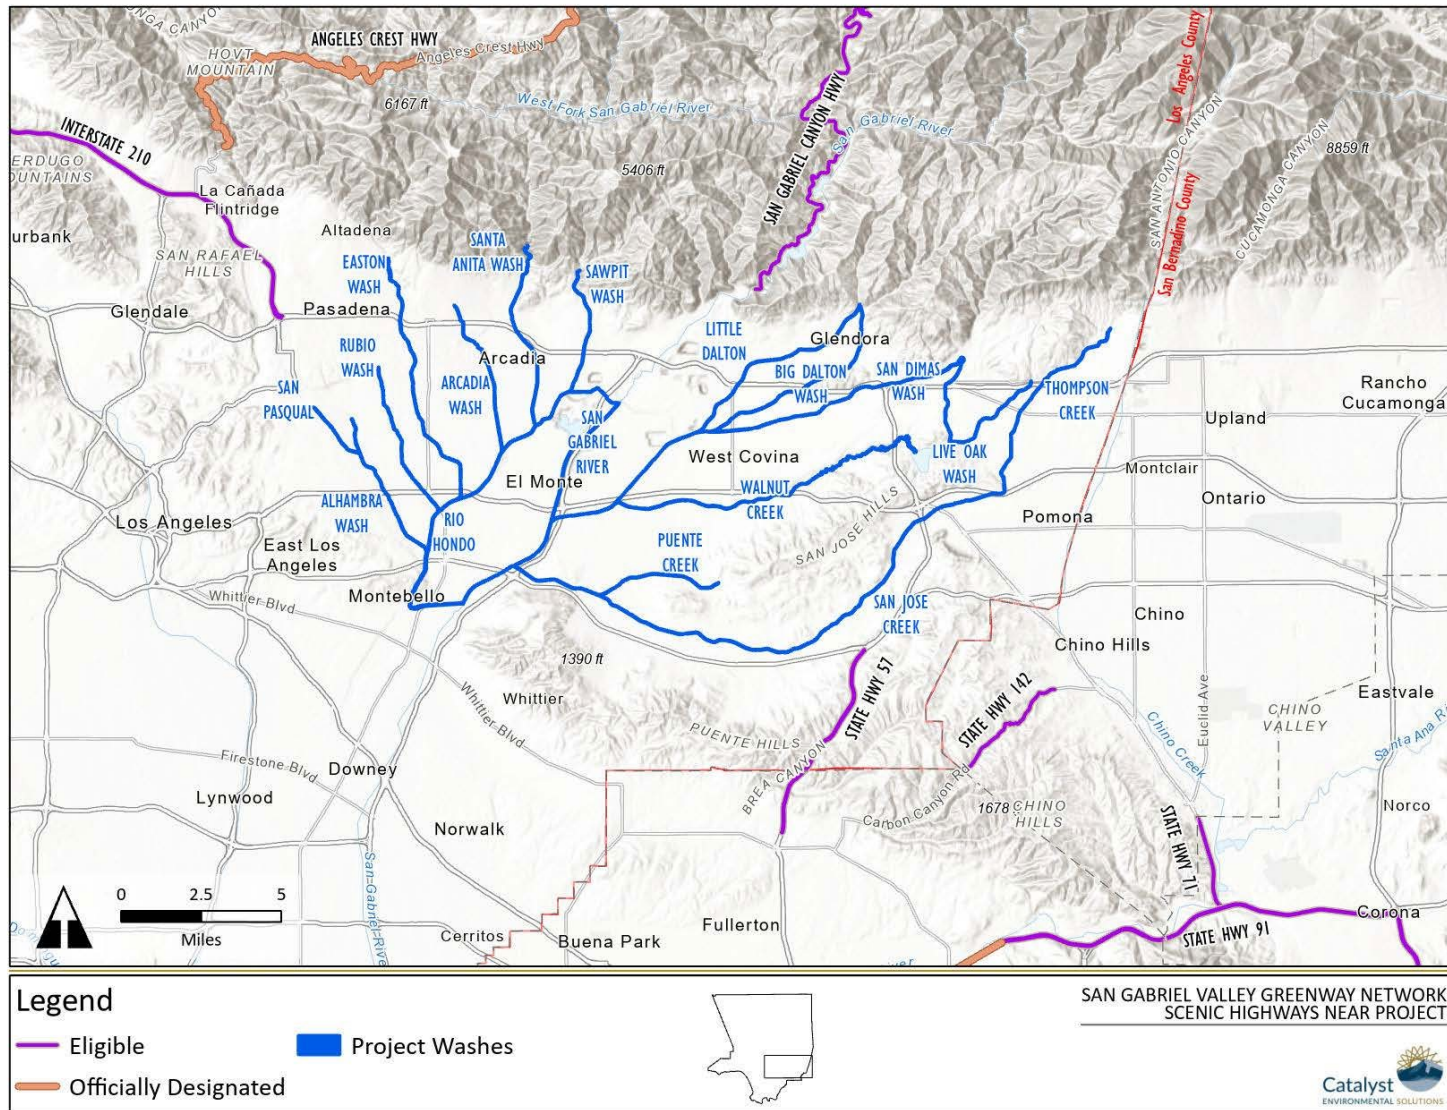 ONGA CANYON
HOYT
MOUNTAIN
ANGELES CREST HWY
Angeles Crest Hwy
6167 ft
West Fork San Gabriel River
SAN GABRIEL CANYON HWY
San Gabriel River
Los Angeles County
San Bernadino County
SAN ANTONIO CANYON
CUCAMONGA CANYON
8859 ft
5406 ft
INTERSTATE 210
ERDUGO
OUNTAINS
La Cañada
Flintridge
urbank
SAN RAFAEL
HILLS
Altadena
EASTON
WASH
SANTA
ANITA WASH
SAWPIT
WASH
Glendale
Pasadena
RUBIO
WASH
Arcadia
ARCADIA
WASH
LITTLE
DALTON
Glendora
BIG DALTON
WASH
SAN DIMAS
WASH
THOMPSON
CREEK
Rancho
Cucamonga
SAN
PASQUAL
SAN
GABRIEL
RIVER
Upland
West Covina
LIVE OAK
WASH
Montclair
El Monte
WALNUT
CREEK
Ontario
ALHAMBRA
WASH
Los Angeles
RIO
HONDO
Pomona
SAN JOSE HILLS
East Los
Angeles
PUENTE
CREEK
Montebello
Whittier Blvd
SAN JOSE
CREEK
Chino
Chino Hills
1390 ft
Whittier
Whittier Blvd
STATE HWY 57
STATE HWY 142
Eastvale
CHINO
VALLEY
Euclid Ave
Chino Creek
Santa Ana R
PUENTE HILLS
BREA CANYON
Firestone Blvd
Downey
Lynwood
Carbon Canyon Rd
1678
CHINO
HILLS
Norco
Norwalk
STATE HWY 71
San Gabriel River
0 2.5 5
Miles
Fullerton
Corona
Cerritos
Buena Park
STATE HWY 91
Legend
Eligible
Officially Designated
Project Washes
SAN GABRIEL VALLEY GREENWAY NETWORK
SCENIC HIGHWAYS NEAR PROJECT
Catalyst
ENVIRONMENTAL SOLUTIONS